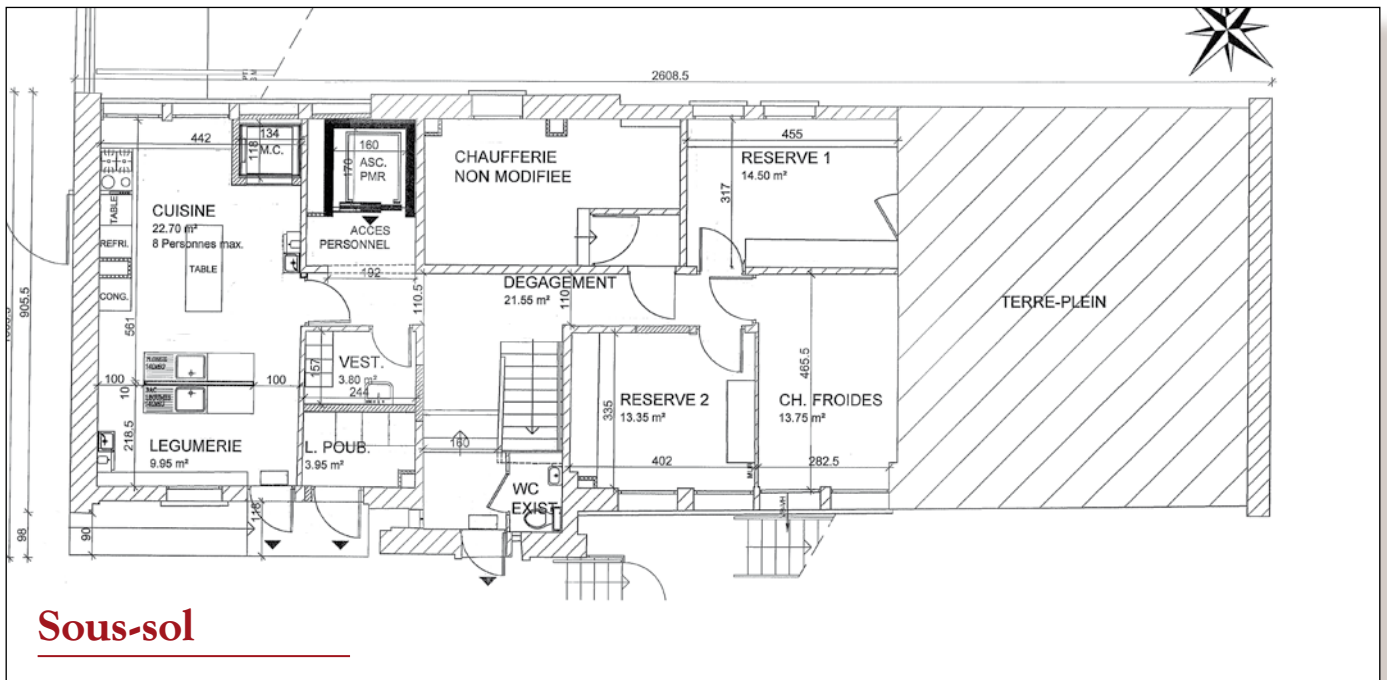 2608.5
442
134
M.C.
118
160
170
ASC.
PMR
CHAUFFERIE
NON MODIFIEE
455
RESERVE 1
14.50 m²
317
CUISINE
22.70 m²
8 Personnes max.
TABLE
REFRI.
CONG.
TABLE
ACCES
PERSONNEL
192
110.5
DEGAGEMENT
21.55 m²
110
TERRE-PLEIN
905.5
561
VEST.
3.80 m²
157
244
100
100
10
RESERVE 2
13.35 m²
335
465.5
CH. FROIDES
13.75 m²
LEGUMERIE
9.95 m²
218.5
L. POUB.
3.95 m²
160
402
282.5
WC
EXIST.
116
90
98
Sous-sol